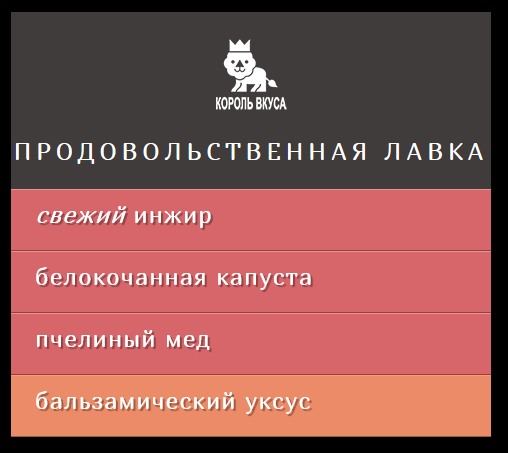 КОРОЛЬ ВКУСА
ПРОДОВОЛЬСТВЕННАЯ ЛАВКА
свежий инжир
белокочанная капуста
пчелиный мед
бальзамический уксус